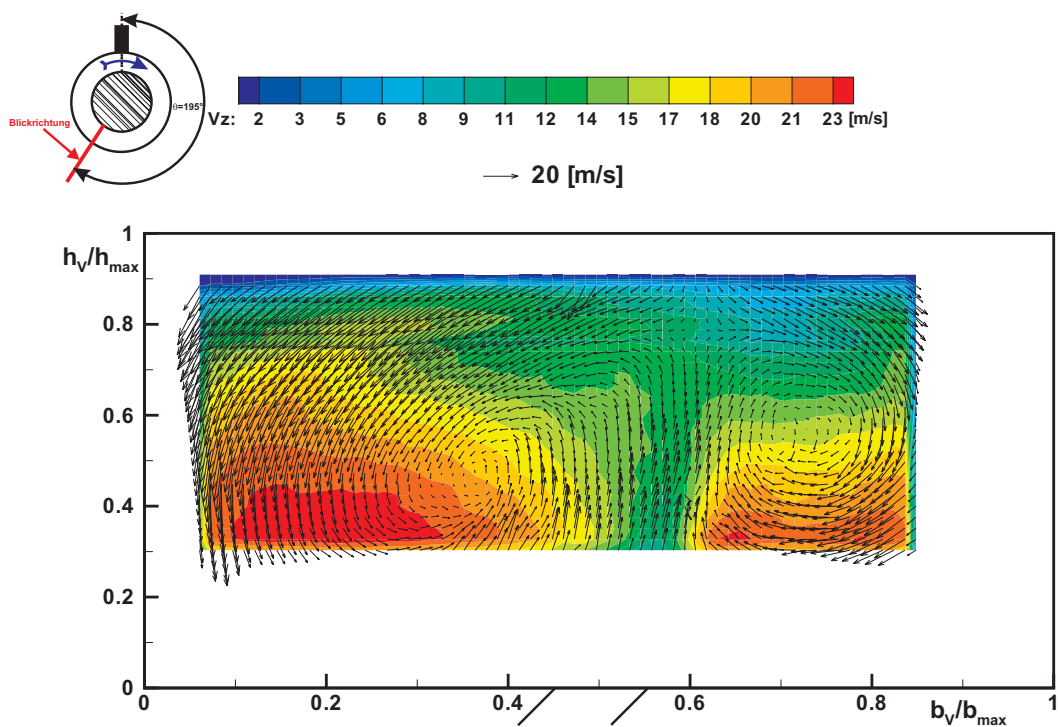 θ=195°
Blickrichtung
Vz: 2 3 5 6 8 9 11 12 14 15 17 18 20 21 23 [m/s]
20 [m/s]
1
hV/hmax
0.8
0.6
0.4
0.2
0
0 0.2 0.4 0.6 0.8 1
bV/bmax